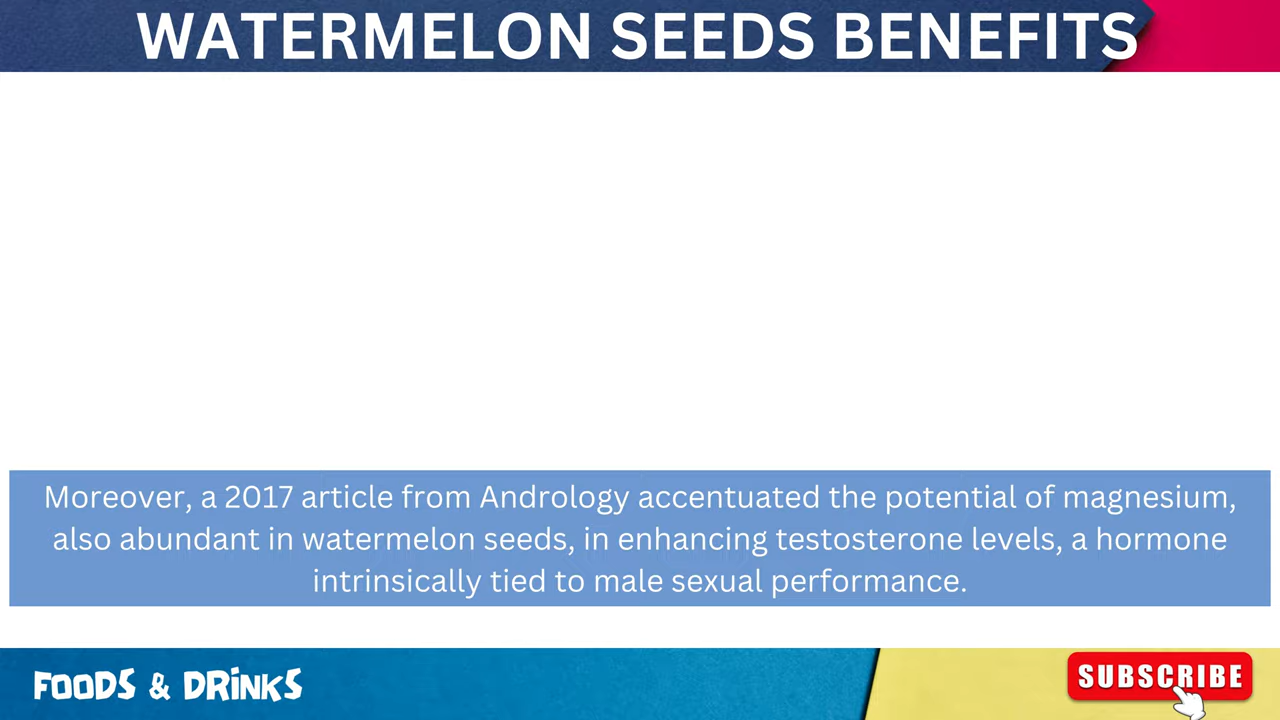 WATERMELON SEEDS BENEFITS
Moreover, a 2017 article from Andrology accentuated the potential of magnesium,
also abundant in watermelon seeds, in enhancing testosterone levels, a hormone
intrinsically tied to male sexual performance.
FOODS & DRiNKS
SUBSCRIBE